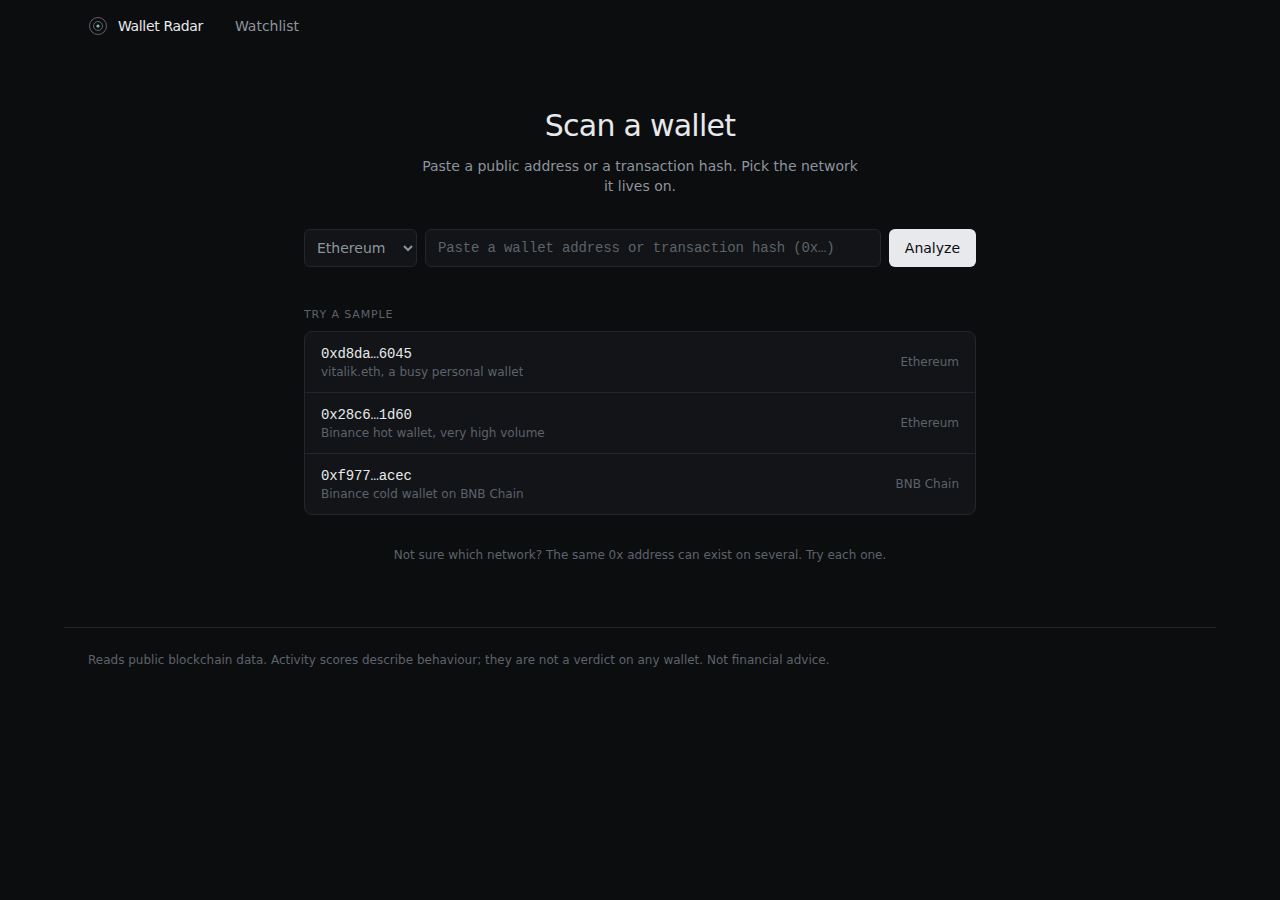 Wallet Radar
Watchlist
Scan a wallet
Paste a public address or a transaction hash. Pick the network
it lives on.
Ethereum
Paste a wallet address or transaction hash (0x…)
Analyze
TRY A SAMPLE
0xd8da…6045
vitalik.eth, a busy personal wallet
Ethereum
0x28c6…1d60
Binance hot wallet, very high volume
Ethereum
0xf977…acec
Binance cold wallet on BNB Chain
BNB Chain
Not sure which network? The same 0x address can exist on several. Try each one.
Reads public blockchain data. Activity scores describe behaviour; they are not a verdict on any wallet. Not financial advice.